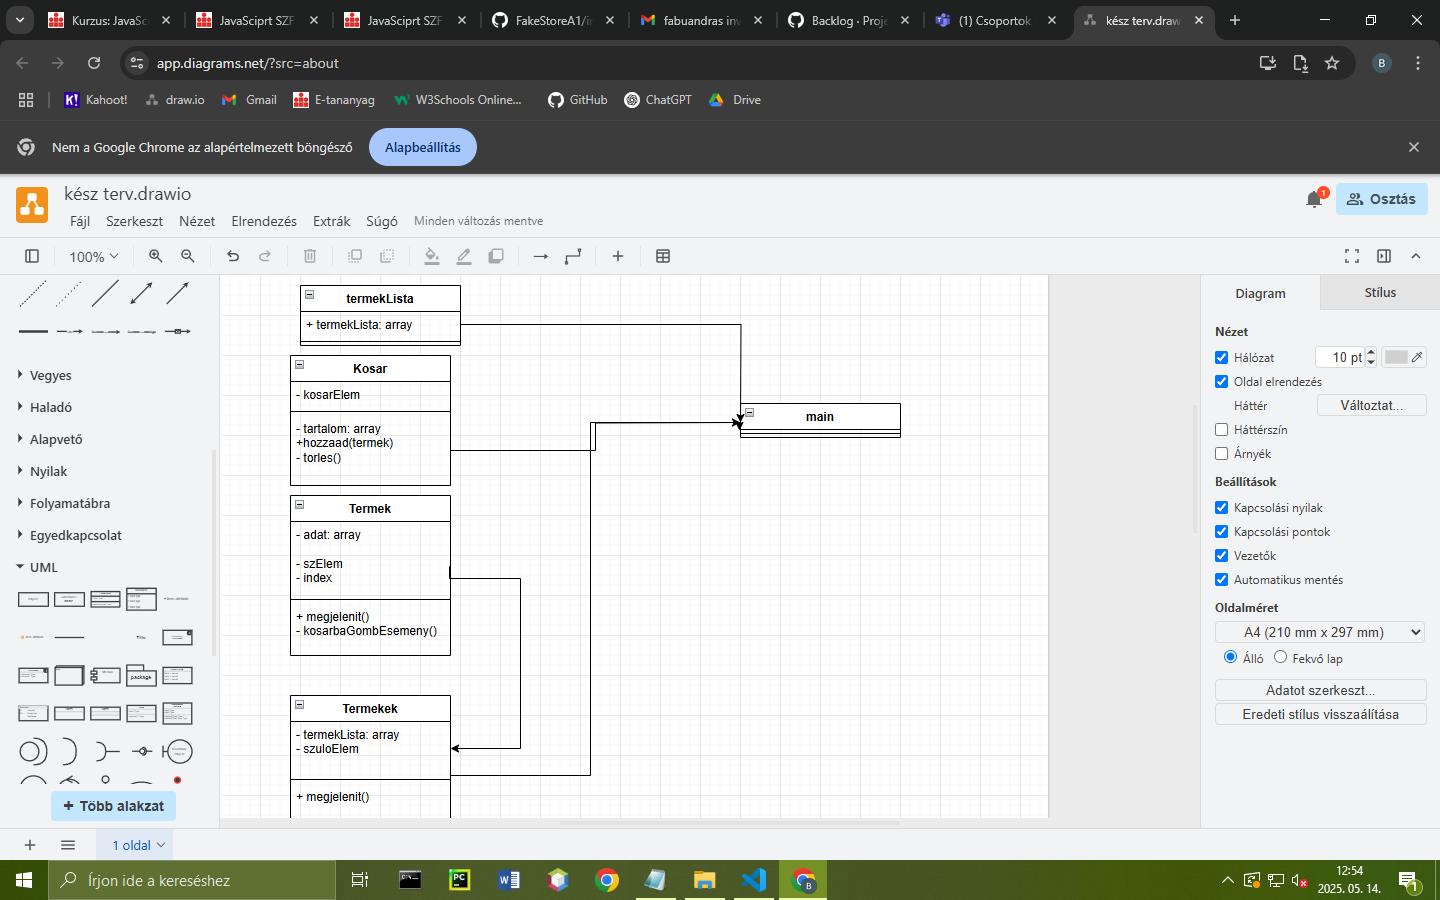 Kurzus: JavaSc
JavaSciprt SZF
JavaSciprt SZF
FakeStoreA1/in
fabuandras inv
Backlog · Proje
(1) Csoportok
kész terv.draw
app.diagrams.net/?src=about
B
Kahoot!
draw.io
Gmail
E-tananyag
W3Schools Online...
GitHub
ChatGPT
Drive
Nem a Google Chrome az alapértelmezett böngésző
Alapbeállítás
kész terv.drawio
Fájl
Szerkeszt
Nézet
Elrendezés
Extrák
Súgó
Minden változás mentve
1
Osztás
100%
Vegyes
Haladó
Alapvető
Nyilak
Folyamatábra
Egyedkapcsolat
UML
package
+ Több alakzat
termekLista
+ termekLista: array
Kosar
- kosarElem
- tartalom: array
+hozzaad(termek)
- torles()
Termek
- adat: array
- szElem
- index
+ megjelenit()
- kosarbaGombEsemeny()
Termekek
- termekLista: array
- szuloElem
+ megjelenit()
main
Diagram
Stílus
Nézet
Hálózat
10 pt
Oldal elrendezés
Háttér
Változtat...
Háttérszín
Árnyék
Beállítások
Kapcsolási nyilak
Kapcsolási pontok
Vezetők
Automatikus mentés
Oldalméret
A4 (210 mm x 297 mm)
Álló
Fekvő lap
Adatot szerkeszt...
Eredeti stílus visszaálítása
1 oldal
Írjon ide a kereséshez
PC
W
B
12:54
2025. 05. 14.
1